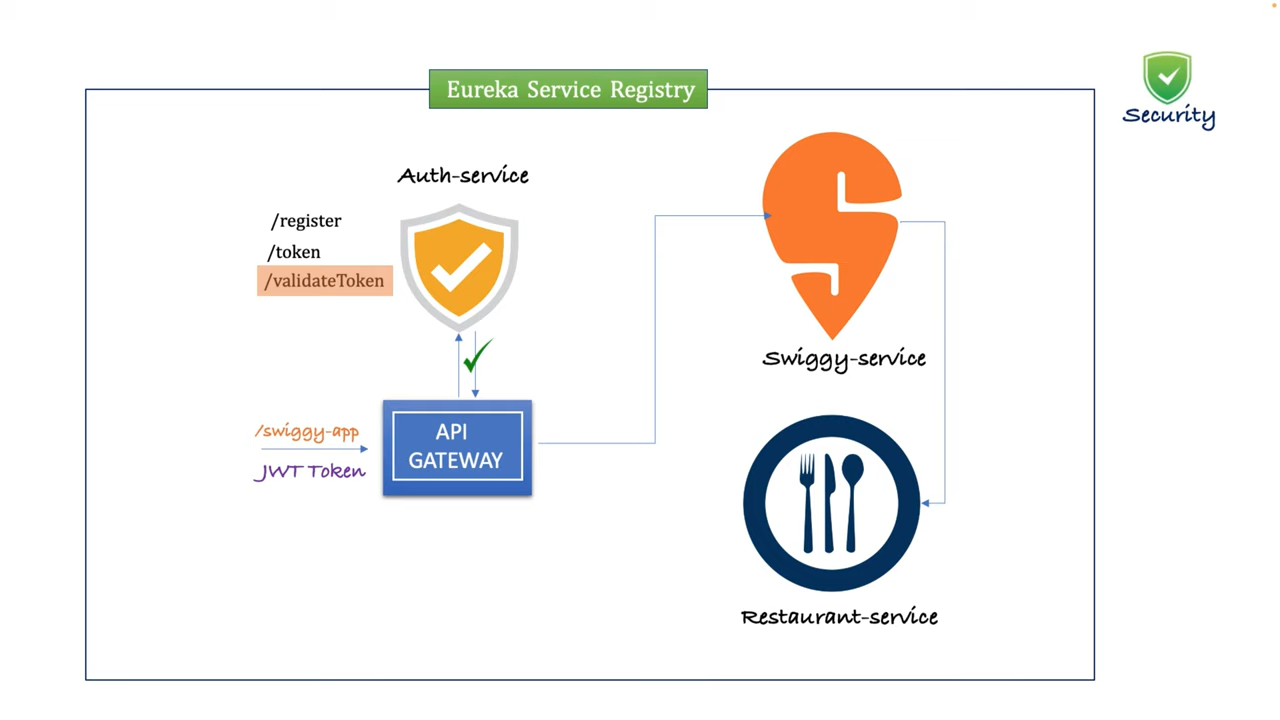 Eureka Service Registry
Security
Auth-service
/register
/token
/validateToken
/swiggy-app
JWT Token
API
GATEWAY
Swiggy-service
Restaurant-service